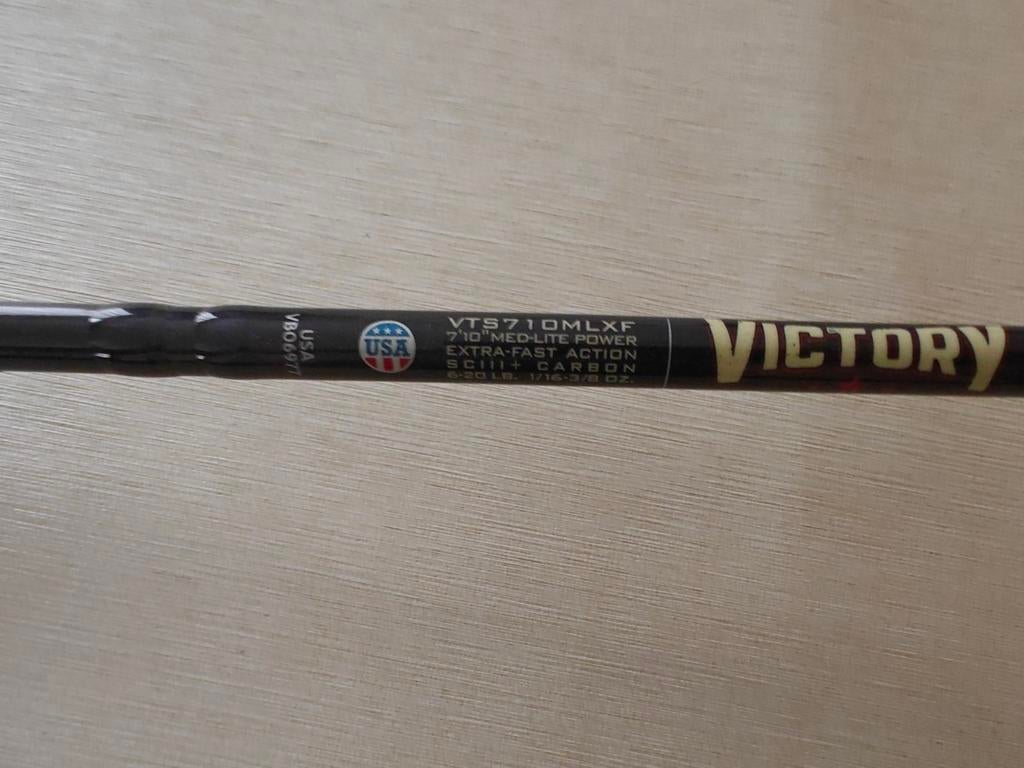 USA
USA
VTS710MLXF
7'10" MED-LITE POWER
EXTRA-FAST ACTION
SCIII+ CARBON
6-20 LB. 1/16-3/8 OZ.
VICTORY